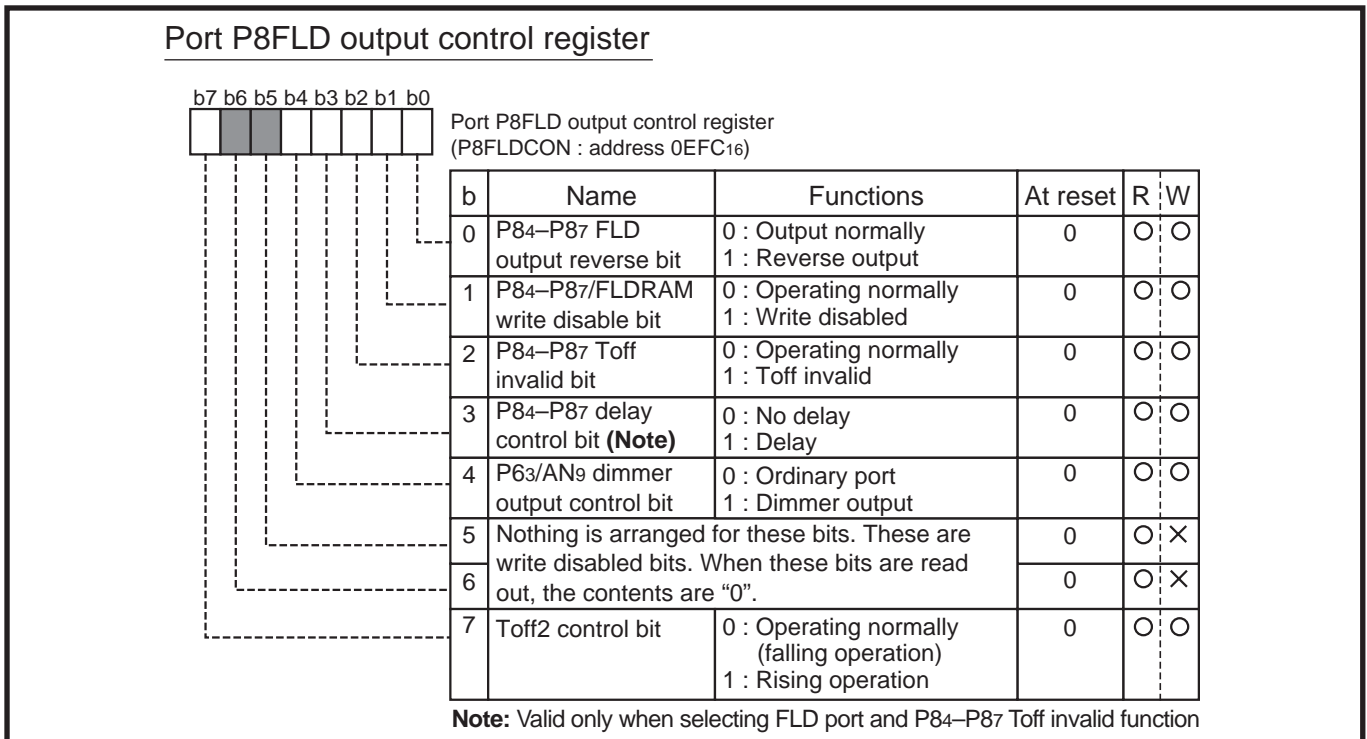 Port P8FLD output control register
b7 b6 b5 b4 b3 b2 b1 b0
Port P8FLD output control register
(P8FLDCON : address 0EFC16)
b Name Functions At reset R W
0 P84–P87 FLD output reverse bit 0 : Output normally 1 : Reverse output 0 ○ ○
1 P84–P87/FLDRAM write disable bit 0 : Operating normally 1 : Write disabled 0 ○ ○
2 P84–P87 Toff invalid bit 0 : Operating normally 1 : Toff invalid 0 ○ ○
3 P84–P87 delay control bit (Note) 0 : No delay 1 : Delay 0 ○ ○
4 P63/AN9 dimmer output control bit 0 : Ordinary port 1 : Dimmer output 0 ○ ○
5 Nothing is arranged for these bits. These are 0 ○ ×
write disabled bits. When these bits are read
6 out, the contents are “0”. 0 ○ ×
7 Toff2 control bit 0 : Operating normally (falling operation) 1 : Rising operation 0 ○ ○
Note: Valid only when selecting FLD port and P84–P87 Toff invalid function